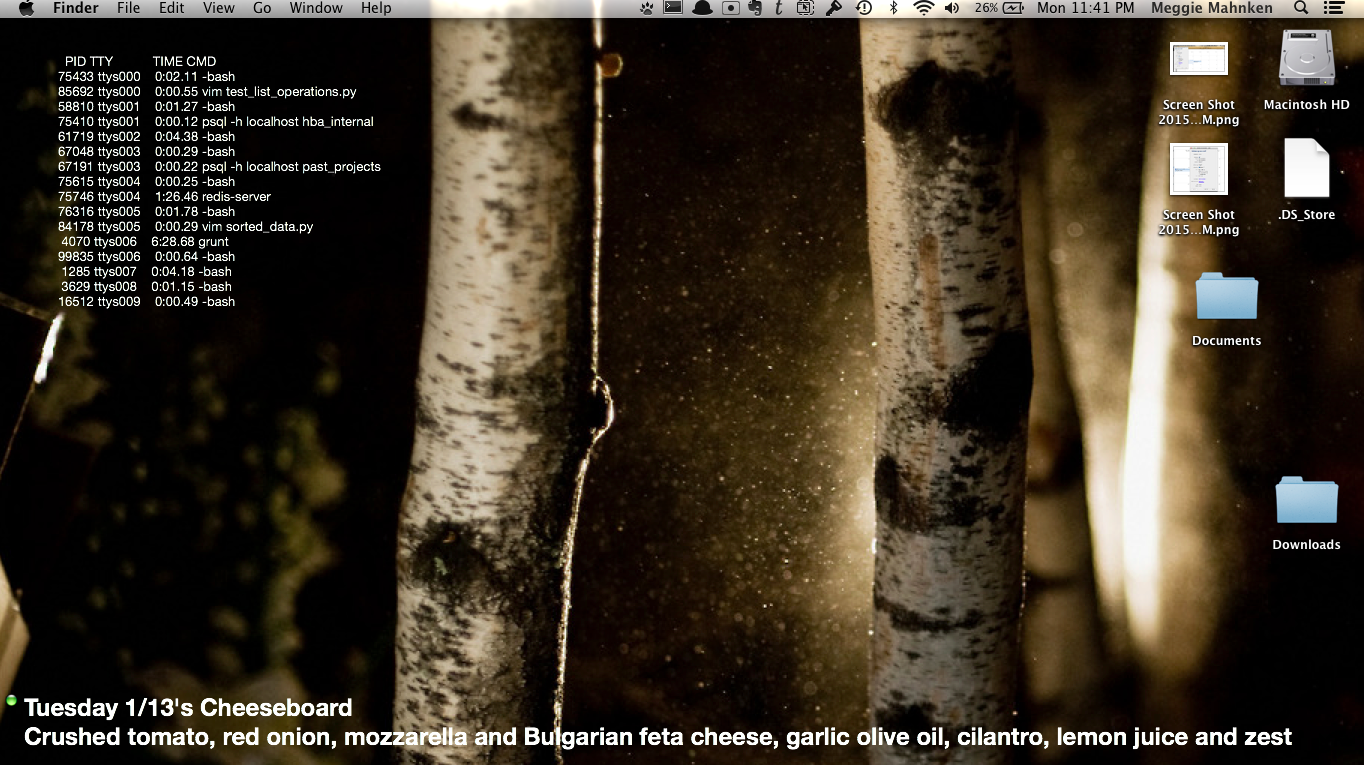 Finder File Edit View Go Window Help 26% Mon 11:41 PM Meggie Mahnken
PID TTY TIME CMD
75433 ttys000 0:02.11 -bash
85692 ttys000 0:00.55 vim test_list_operations.py
58810 ttys001 0:01.27 -bash
75410 ttys001 0:00.12 psql -h localhost hba_internal
61719 ttys002 0:04.38 -bash
67048 ttys003 0:00.29 -bash
67191 ttys003 0:00.22 psql -h localhost past_projects
75615 ttys004 0:00.25 -bash
75746 ttys004 1:26.46 redis-server
76316 ttys005 0:01.78 -bash
84178 ttys005 0:00.29 vim sorted_data.py
4070 ttys006 6:28.68 grunt
99835 ttys006 0:00.64 -bash
1285 ttys007 0:04.18 -bash
3629 ttys008 0:01.15 -bash
16512 ttys009 0:00.49 -bash
Screen Shot
2015...M.png
Macintosh HD
Screen Shot
2015...M.png
.DS_Store
Documents
Downloads
Tuesday 1/13's Cheeseboard
Crushed tomato, red onion, mozzarella and Bulgarian feta cheese, garlic olive oil, cilantro, lemon juice and zest